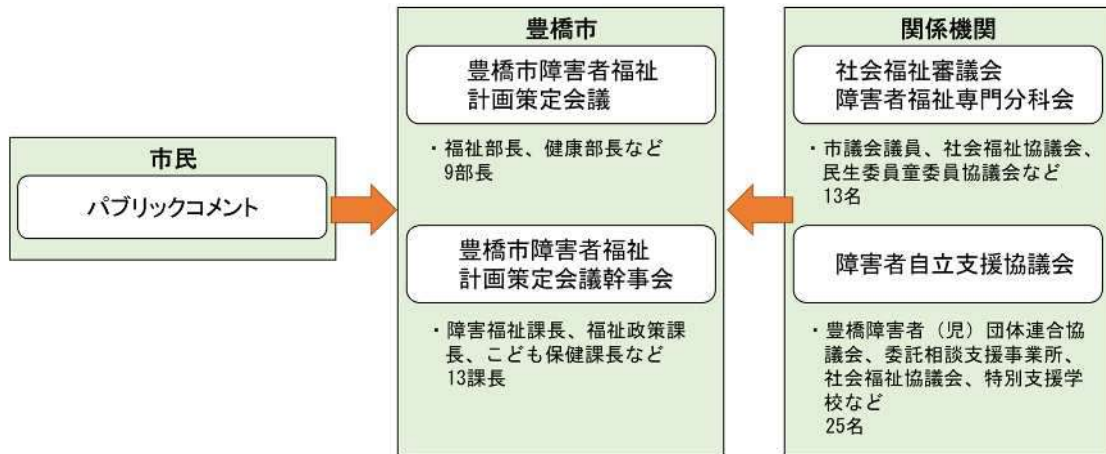 市民
パブリックコメント
豊橋市
豊橋市障害者福祉
計画策定会議
・福祉部長、健康部長など
9部長
豊橋市障害者福祉
計画策定会議幹事会
・障害福祉課長、福祉政策課
長、こども保健課長など
13課長
関係機関
社会福祉審議会
障害者福祉専門分科会
・市議会議員、社会福祉協議会、
民生委員童委員協議会など
13名
障害者自立支援協議会
・豊橋障害者（児）団体連合協
議会、委託相談支援事業所、
社会福祉協議会、特別支援学
校など
25名